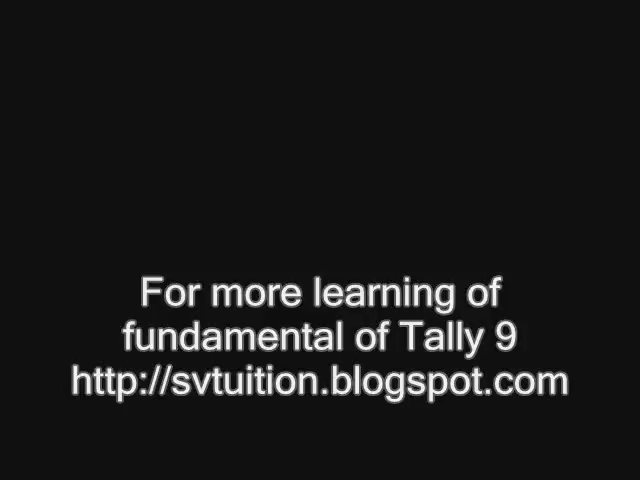 For more learning of
fundamental of Tally 9
http://svtuition.blogspot.com